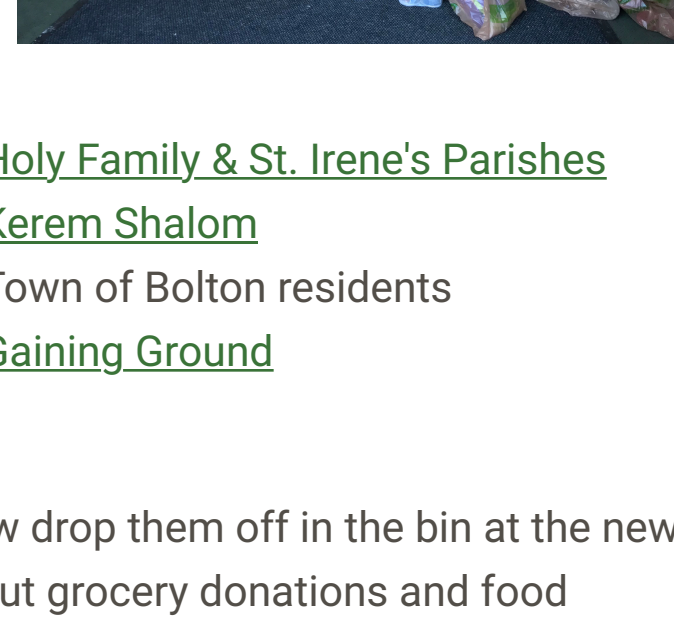 Holy Family & St. Irene's Parishes
Kerem Shalom
Town of Bolton residents
Gaining Ground
drop them off in the bin at the new
grocery donations and food